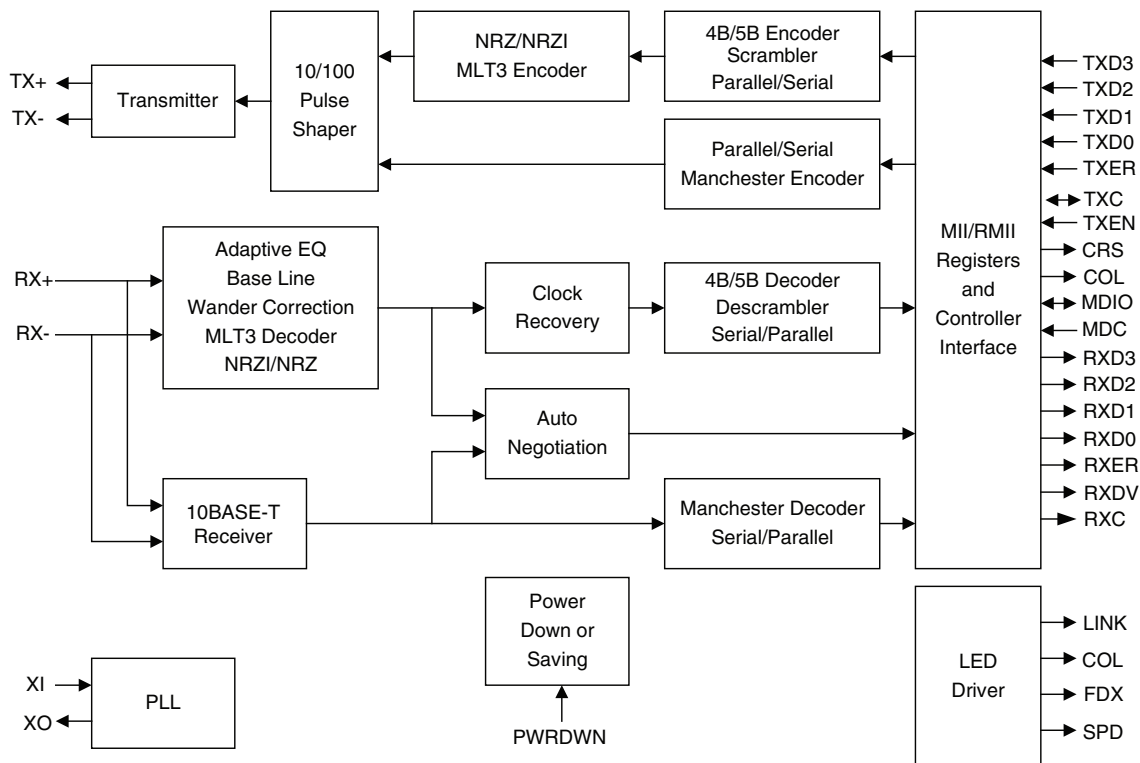 TX+
TX-
Transmitter
10/100
Pulse
Shaper
NRZ/NRZI
MLT3 Encoder
4B/5B Encoder
Scrambler
Parallel/Serial
Parallel/Serial
Manchester Encoder
RX+
RX-
Adaptive EQ
Base Line
Wander Correction
MLT3 Decoder
NRZI/NRZ
Clock
Recovery
4B/5B Decoder
Descrambler
Serial/Parallel
Auto
Negotiation
10BASE-T
Receiver
Manchester Decoder
Serial/Parallel
MII/RMII
Registers
and
Controller
Interface
TXD3
TXD2
TXD1
TXD0
TXER
TXC
TXEN
CRS
COL
MDIO
MDC
RXD3
RXD2
RXD1
RXD0
RXER
RXDV
RXC
Power
Down or
Saving
PWRDWN
XI
XO
PLL
LED
Driver
LINK
COL
FDX
SPD